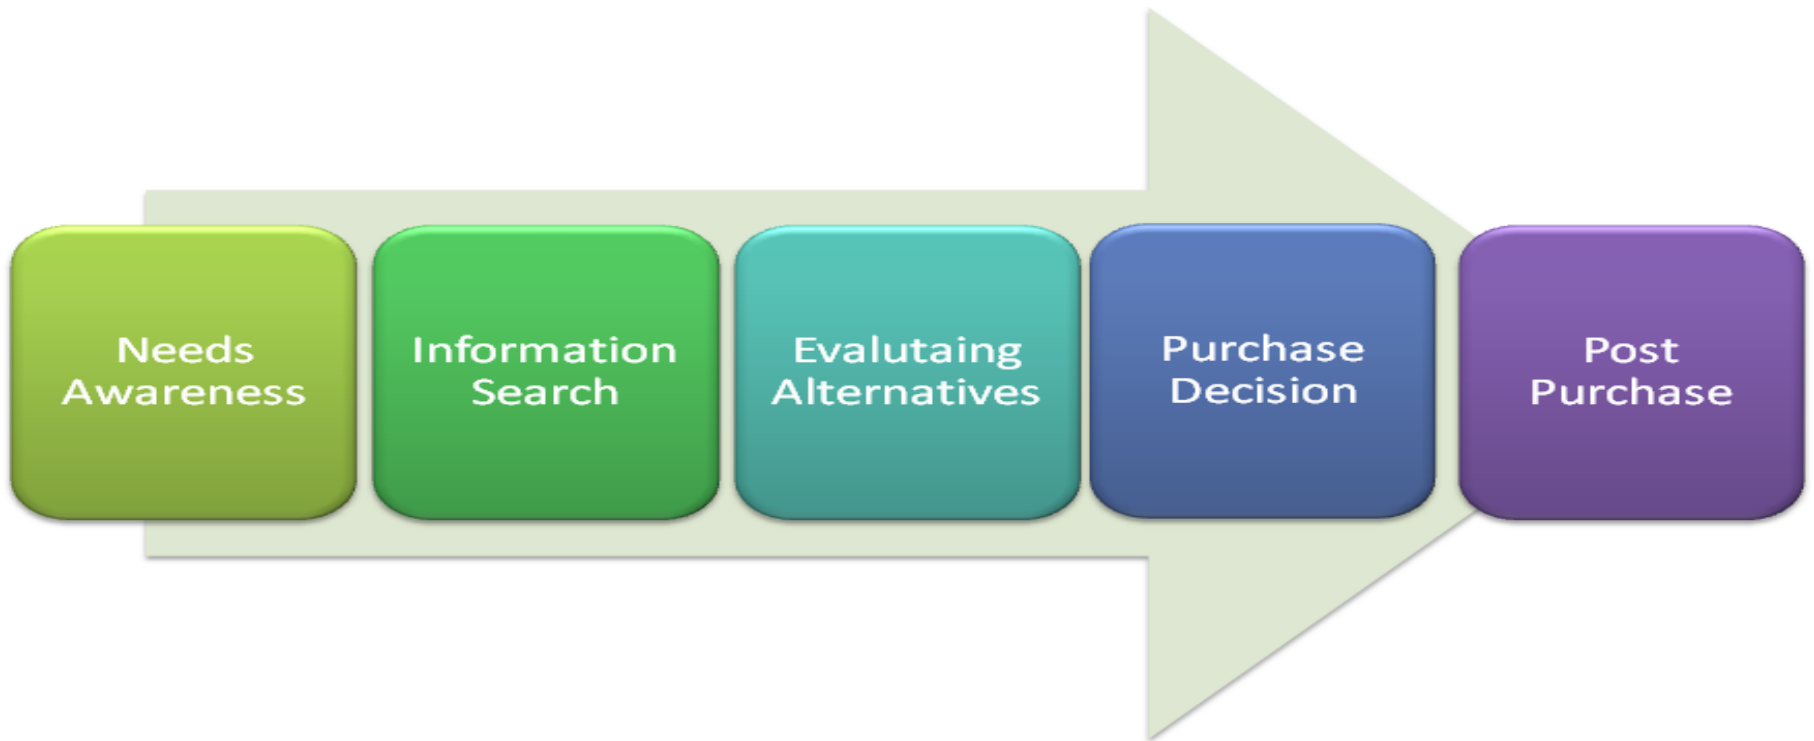 Needs
Awareness
Information
Search
Evalutaing
Alternatives
Purchase
Decision
Post
Purchase